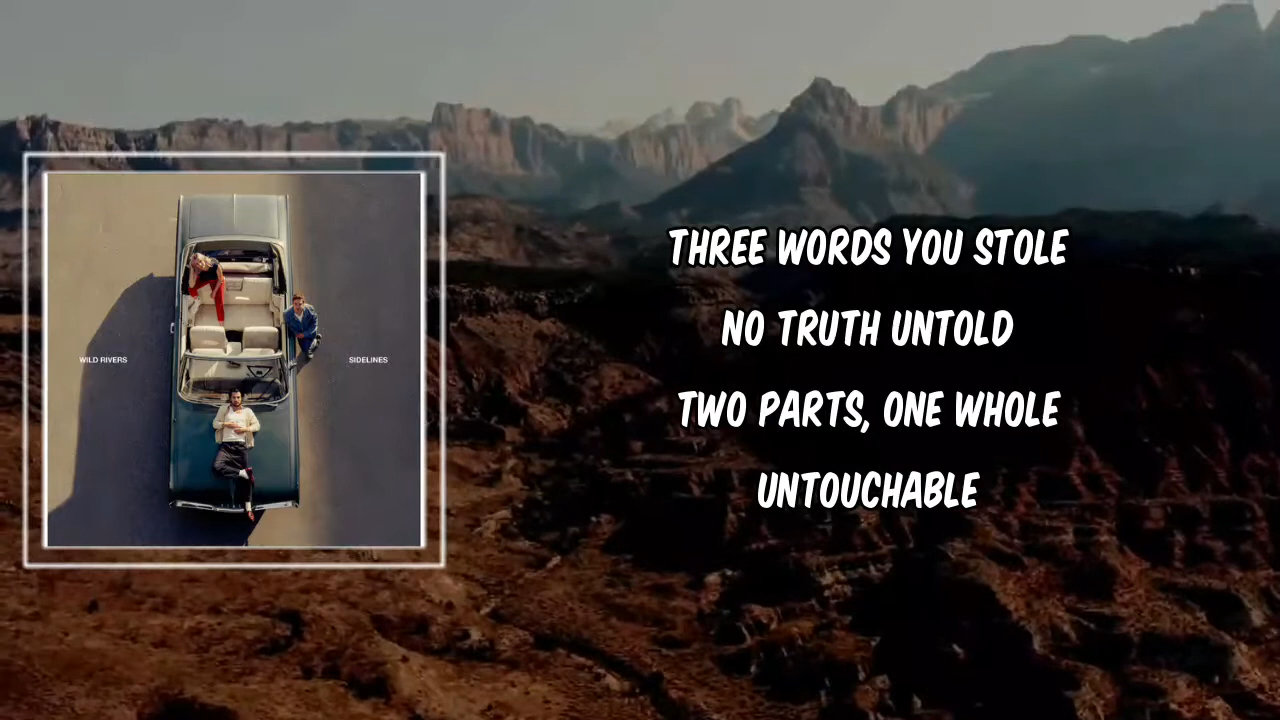 WILD RIVERS
SIDELINES
THREE WORDS YOU STOLE
NO TRUTH UNTOLD
TWO PARTS, ONE WHOLE
UNTOUCHABLE